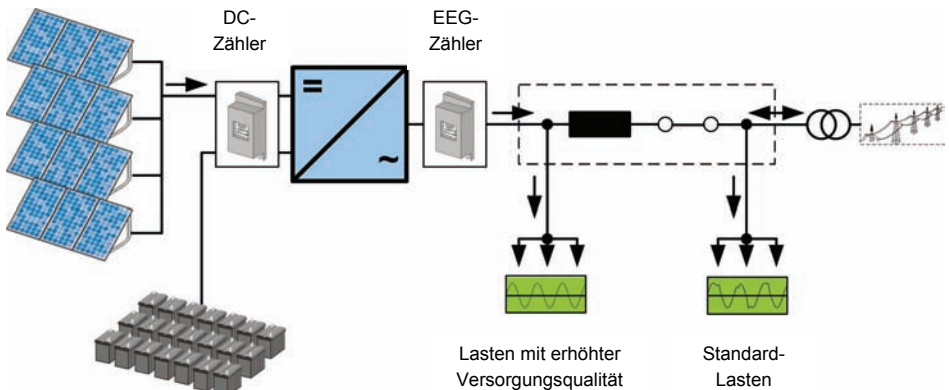 DC-
Zähler
EEG-
Zähler
=
~
Lasten mit erhöhter
Versorgungsqualität
Standard-
Lasten